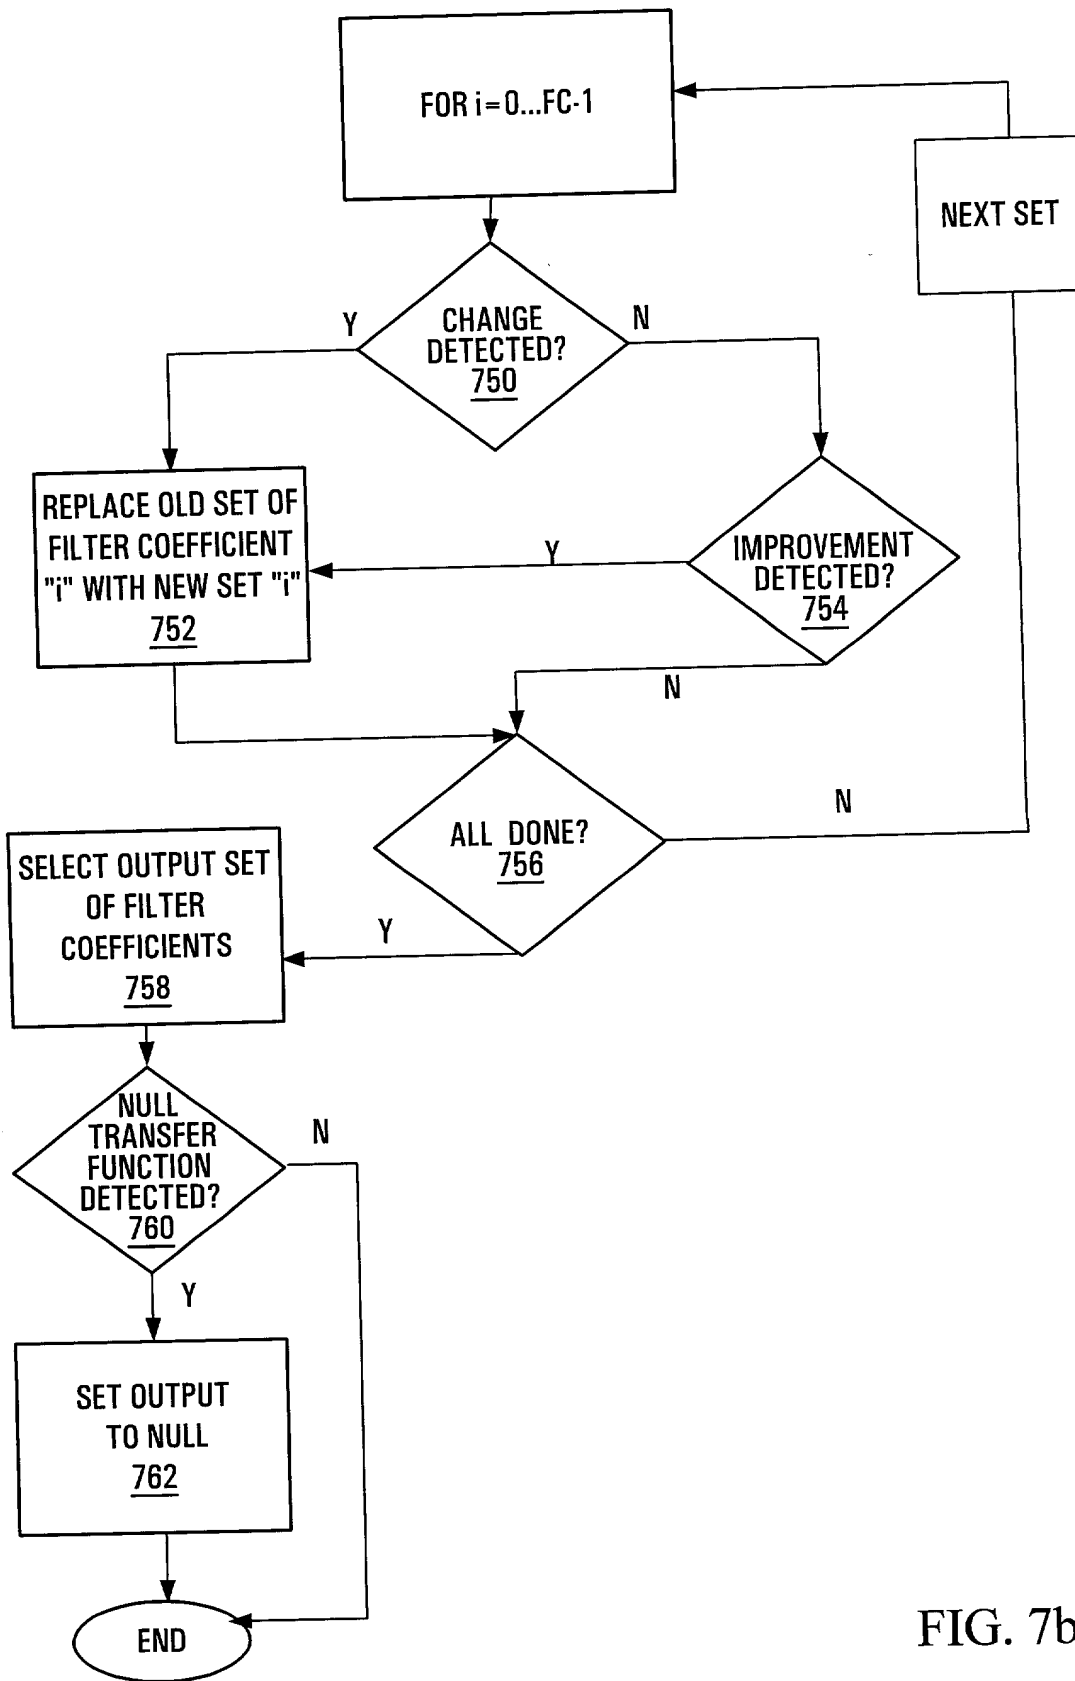 FOR i=0...FC-1
NEXT SET
Y
CHANGE
DETECTED?
750
N
REPLACE OLD SET OF
FILTER COEFFICIENT
"i" WITH NEW SET "i"
752
Y
IMPROVEMENT
DETECTED?
754
N
ALL DONE?
756
N
Y
SELECT OUTPUT SET
OF FILTER
COEFFICIENTS
758
NULL
TRANSFER
FUNCTION
DETECTED?
760
N
Y
SET OUTPUT
TO NULL
762
END
FIG. 7b